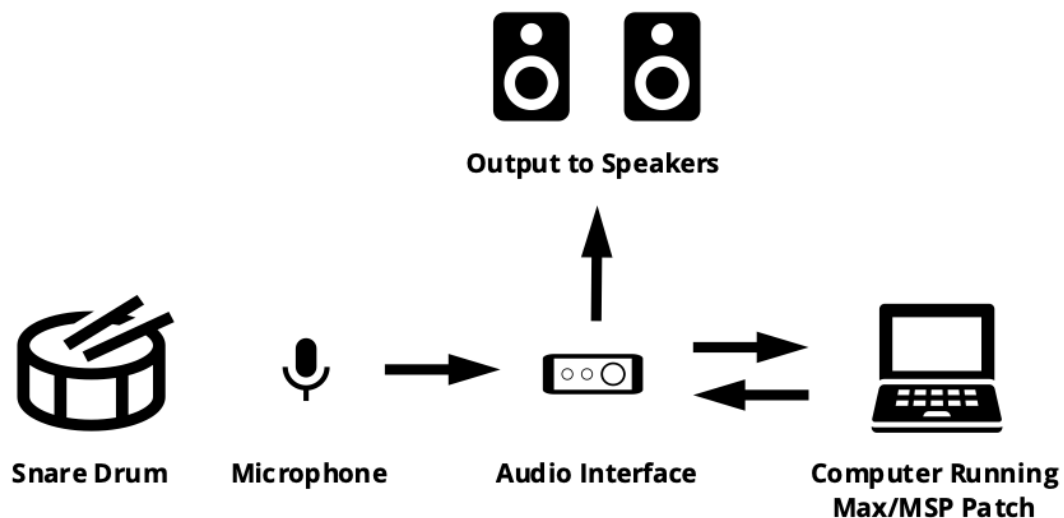 Output to Speakers
Snare Drum
Microphone
Audio Interface
Computer Running
Max/MSP Patch